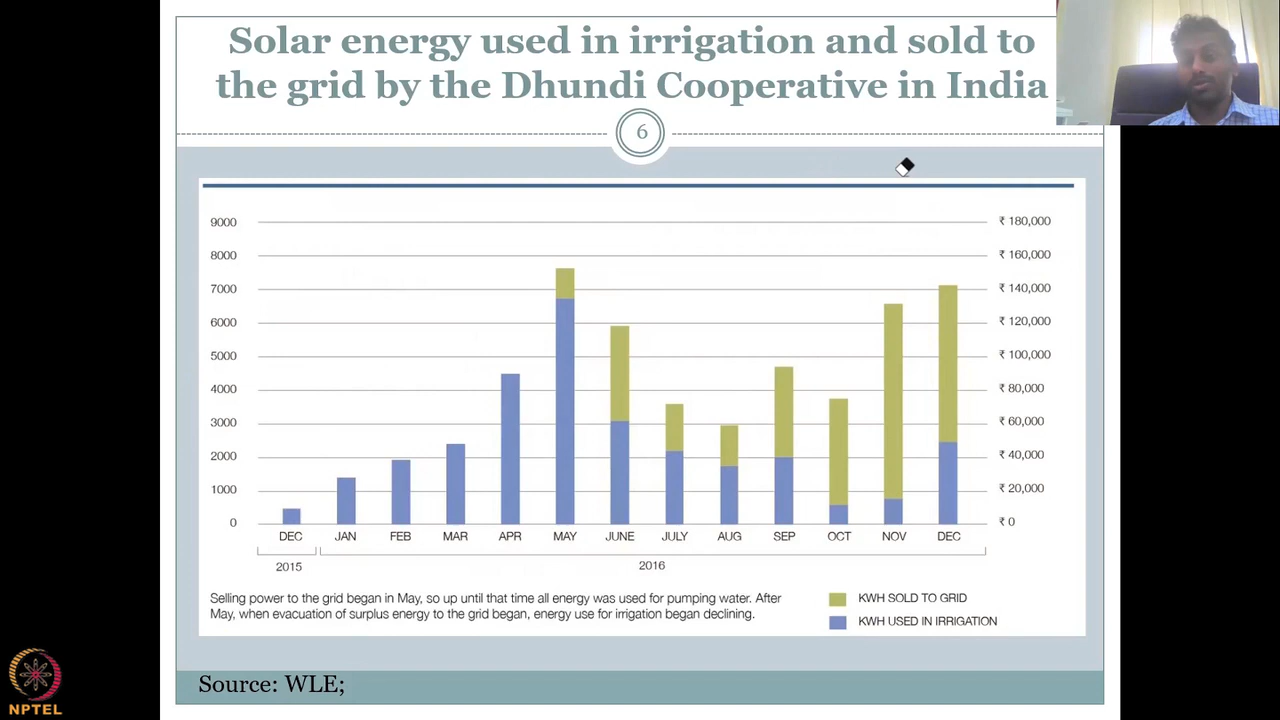 Solar energy used in irrigation and sold to
the grid by the Dhundi Cooperative in India
6
9000
8000
7000
6000
5000
4000
3000
2000
1000
0
₹ 180,000
₹ 160,000
₹ 140,000
₹ 120,000
₹ 100,000
₹ 80,000
₹ 60,000
₹ 40,000
₹ 20,000
₹ 0
DEC JAN FEB MAR APR MAY JUNE JULY AUG SEP OCT NOV DEC
2015 2016
Selling power to the grid began in May, so up until that time all energy was used for pumping water. After
May, when evacuation of surplus energy to the grid began, energy use for irrigation began declining.
KWH SOLD TO GRID
KWH USED IN IRRIGATION
Source: WLE;
NPTEL